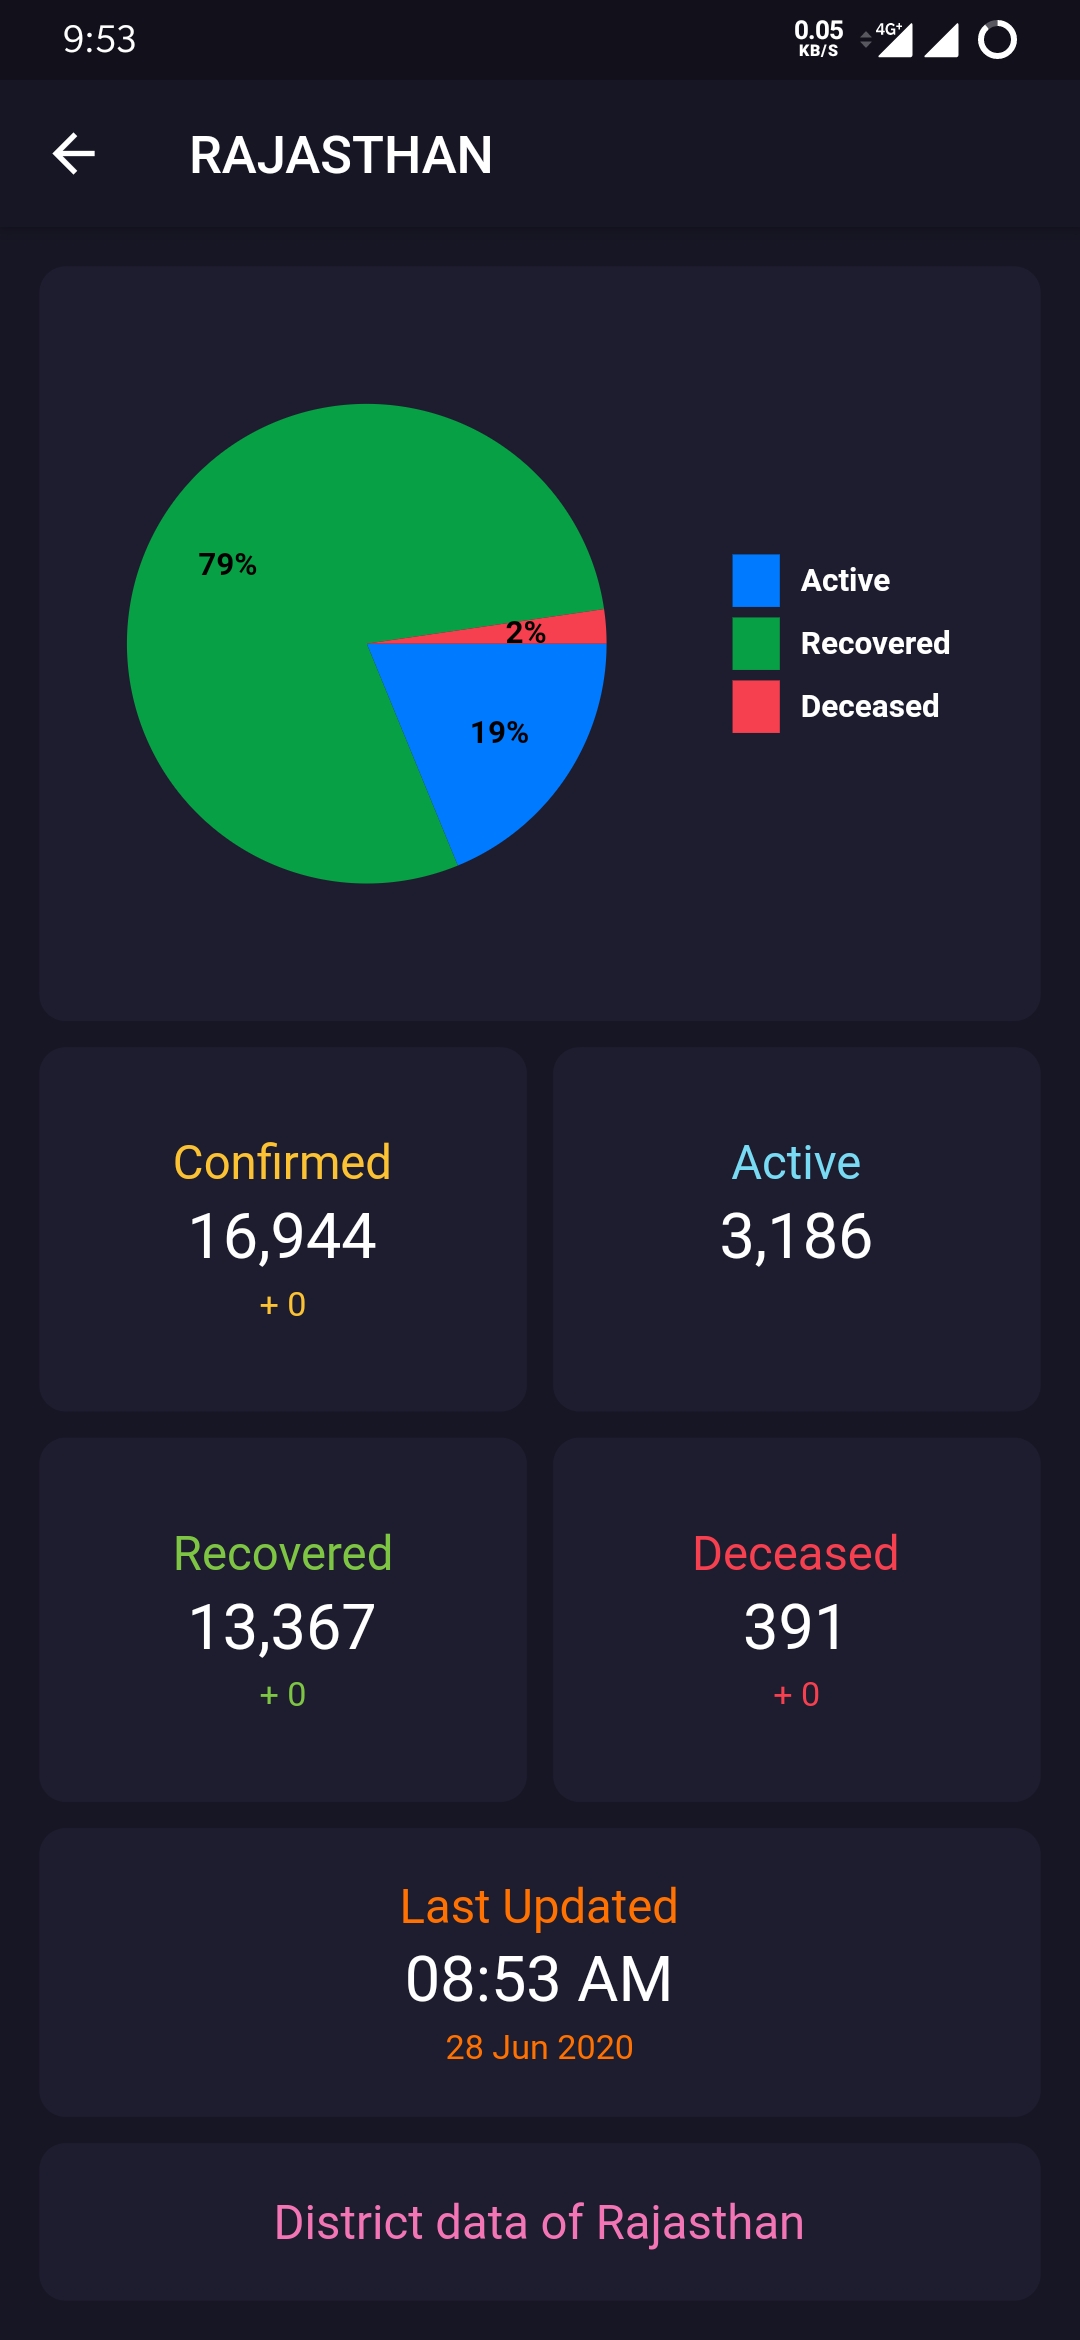 9:53
0.05
KB/S
4G+
RAJASTHAN
79%
2%
19%
Active
Recovered
Deceased
Confirmed
16,944
+ 0
Active
3,186
Recovered
13,367
+ 0
Deceased
391
+ 0
Last Updated
08:53 AM
28 Jun 2020
District data of Rajasthan